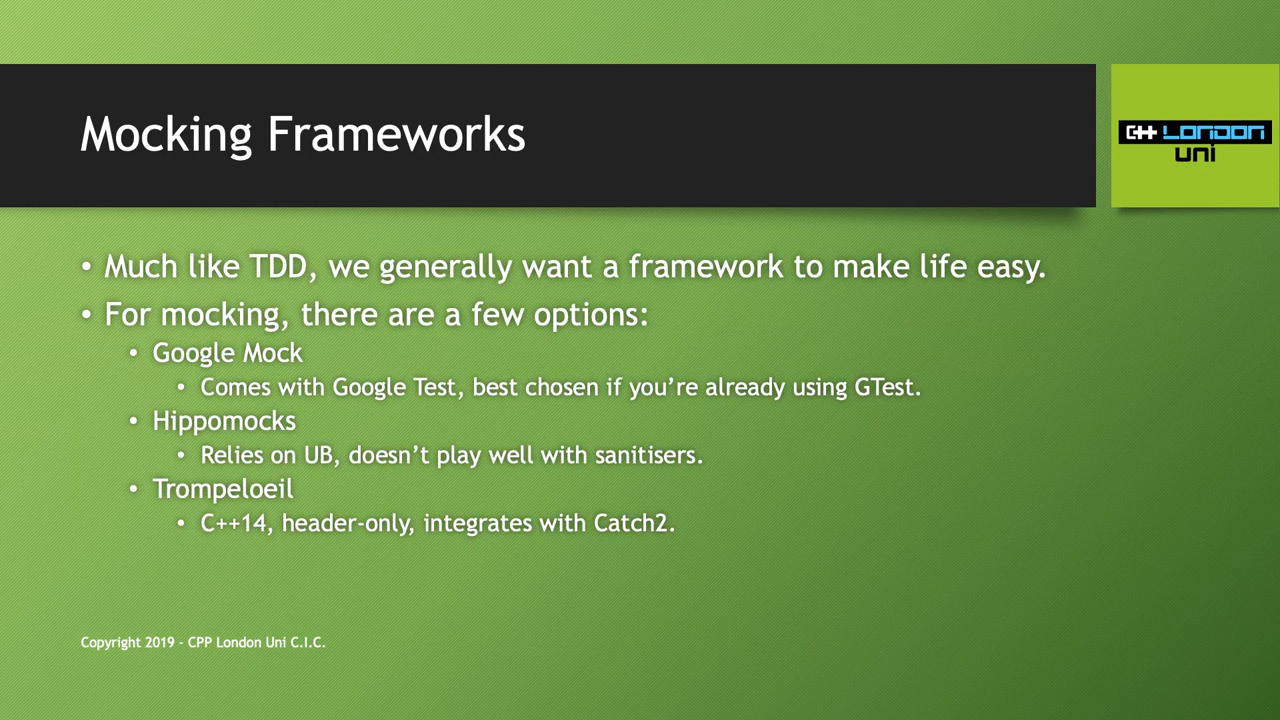 Mocking Frameworks
C++ London
uni
• Much like TDD, we generally want a framework to make life easy.
• For mocking, there are a few options:
• Google Mock
• Comes with Google Test, best chosen if you’re already using GTest.
• Hippomocks
• Relies on UB, doesn’t play well with sanitisers.
• Trompeloeil
• C++14, header-only, integrates with Catch2.
Copyright 2019 - CPP London Uni C.I.C.